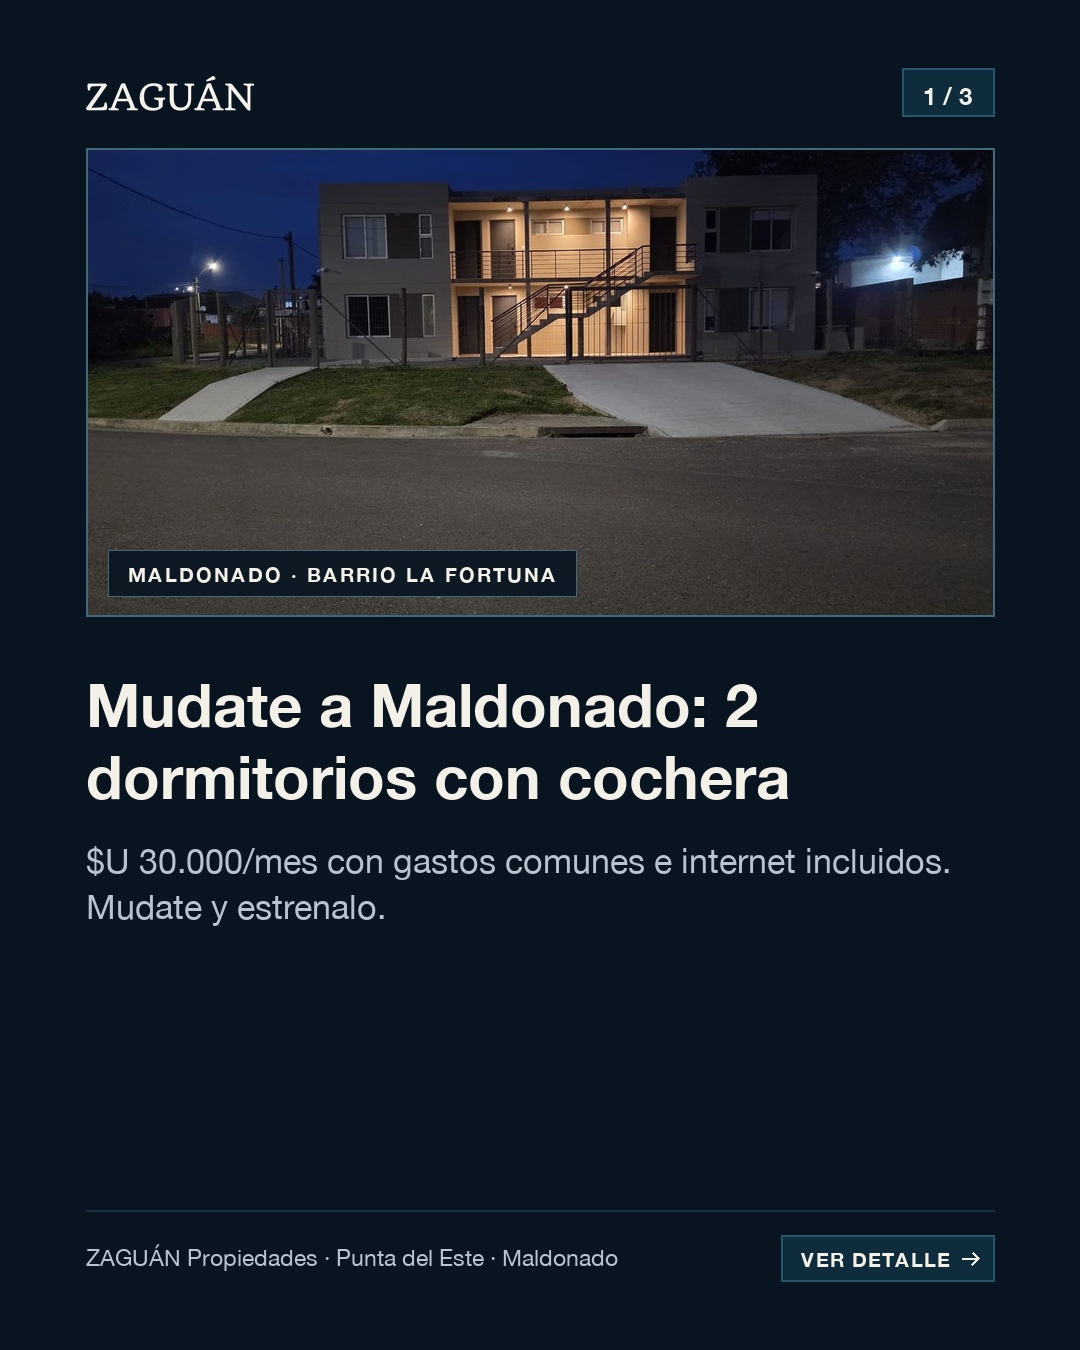 ZAGUÁN
1 / 3
MALDONADO · BARRIO LA FORTUNA
Mudate a Maldonado: 2
dormitorios con cochera
$U 30.000/mes con gastos comunes e internet incluidos.
Mudate y estrenalo.
ZAGUÁN Propiedades · Punta del Este · Maldonado
VER DETALLE →